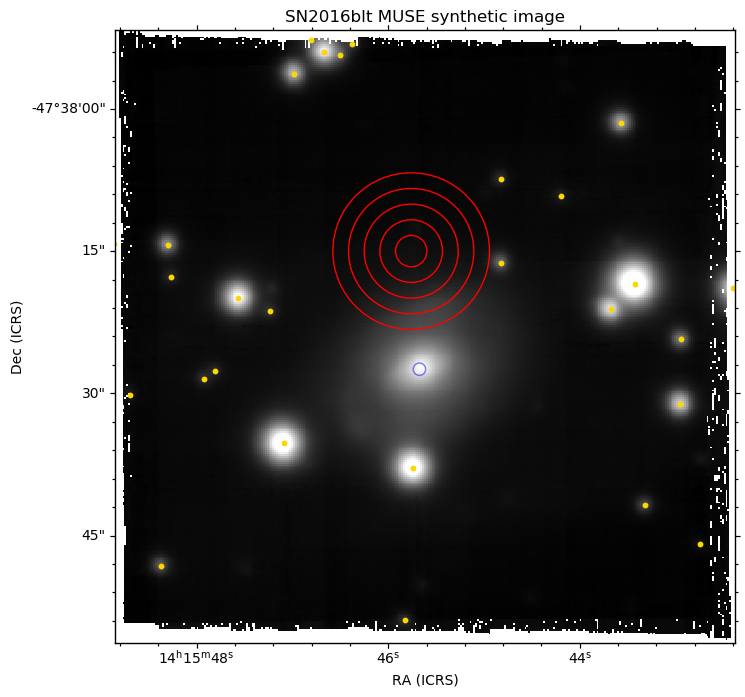 SN2016blt MUSE synthetic image
-47°38'00"
15"
30"
45"
Dec (ICRS)
14ʰ15ᵐ48ˢ
46ˢ
44ˢ
RA (ICRS)